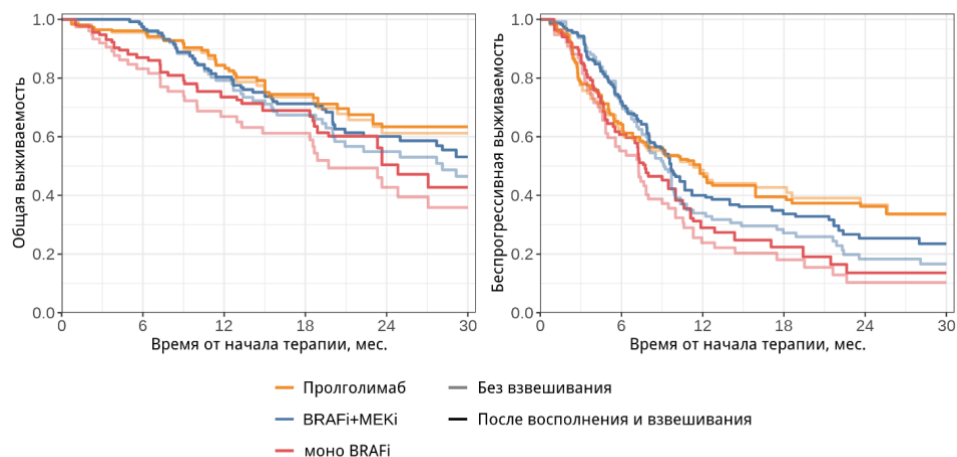 Общая выживаемость
1.0
0.8
0.6
0.4
0.2
0.0
0 6 12 18 24 30
Время от начала терапии, мес.
Беспрогрессивная выживаемость
1.0
0.8
0.6
0.4
0.2
0.0
0 6 12 18 24 30
Время от начала терапии, мес.
Пролголимаб
BRAFi+MEKi
моно BRAFi
Без взвешивания
После восполнения и взвешивания